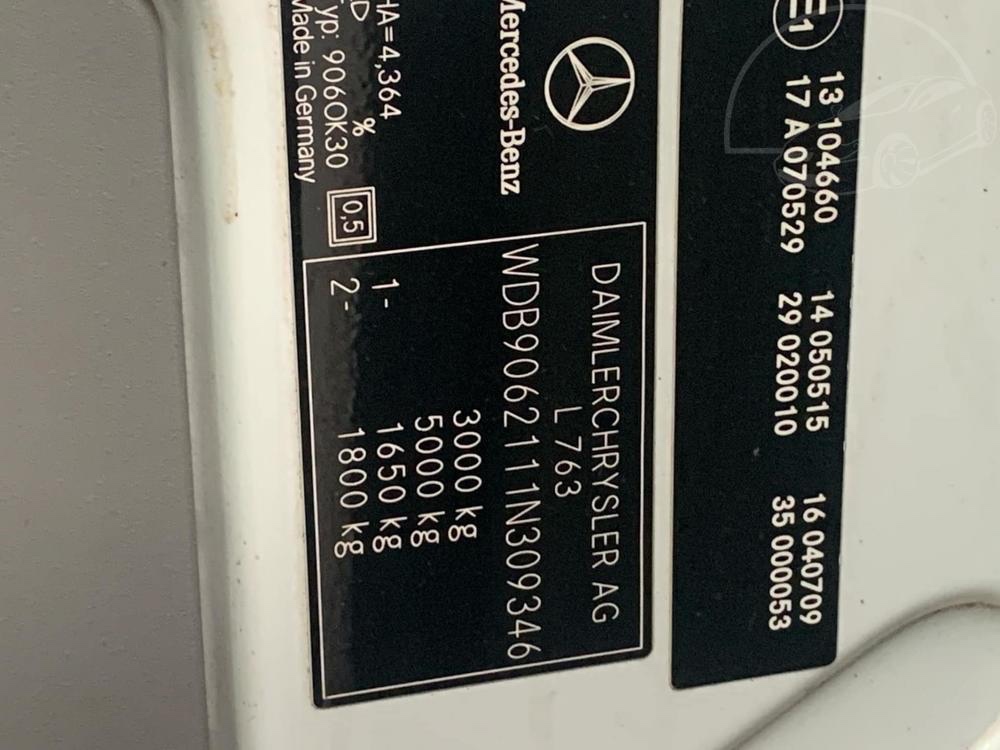 E1
13 104660 14 050515 16 040709
17 A 070529 29 020010 35 000053
Mercedes-Benz
HA=4,364
D %
Typ: 906OK30
Made in Germany
0,5
DAIMLERCHRYSLER AG
L 763
WDB9062111N309346
3000 kg
5000 kg
1- 1650 kg
2- 1800 kg